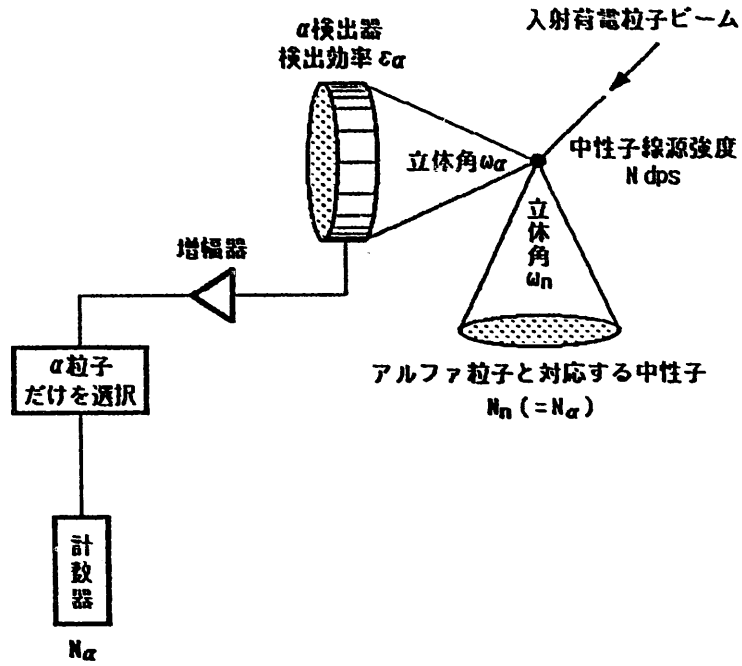 入射荷電粒子ビーム
α検出器
検出効率 εα
立体角ωα
中性子線源強度
N dps
立体角ωn
増幅器
α粒子
だけを選択
アルファ粒子と対応する中性子
Nn (=Nα)
計数器
Nα